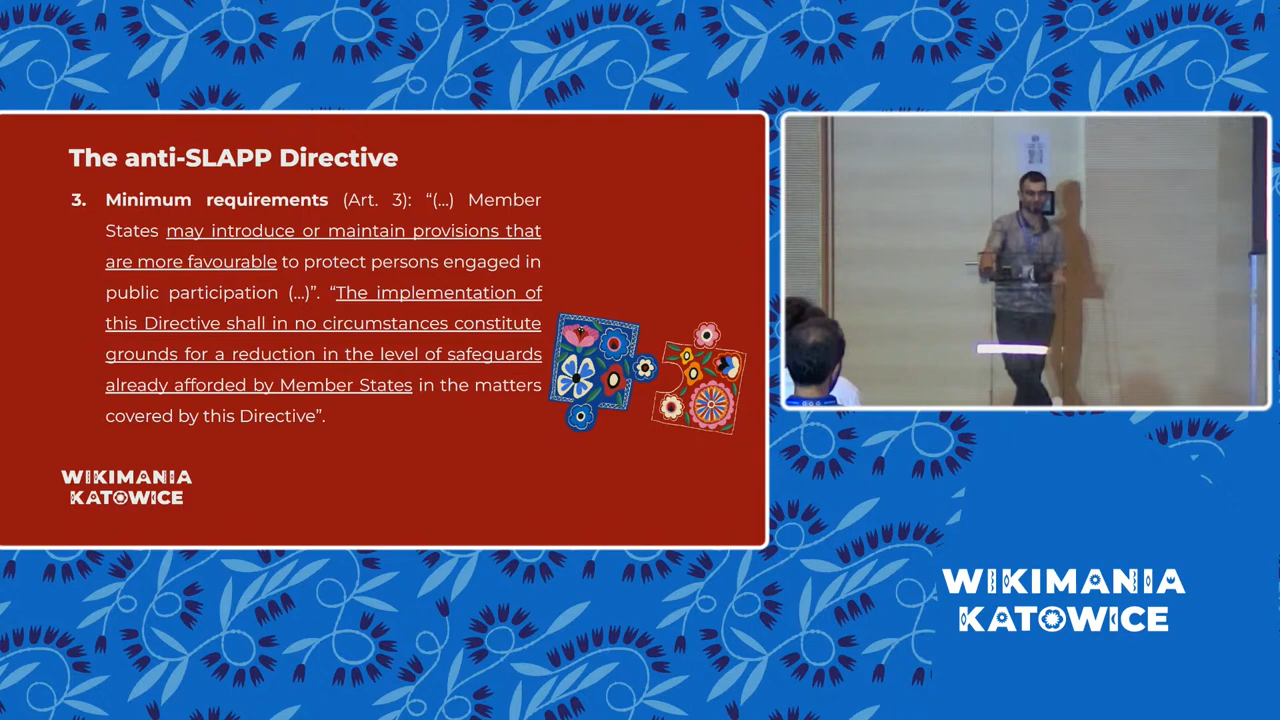 The anti-SLAPP Directive
3. Minimum requirements (Art. 3): “(...) Member
States may introduce or maintain provisions that
are more favourable to protect persons engaged in
public participation (...)”. “The implementation of
this Directive shall in no circumstances constitute
grounds for a reduction in the level of safeguards
already afforded by Member States in the matters
covered by this Directive”.
WIKIMANIA
KATOWICE
WIKIMANIA
KATOWICE